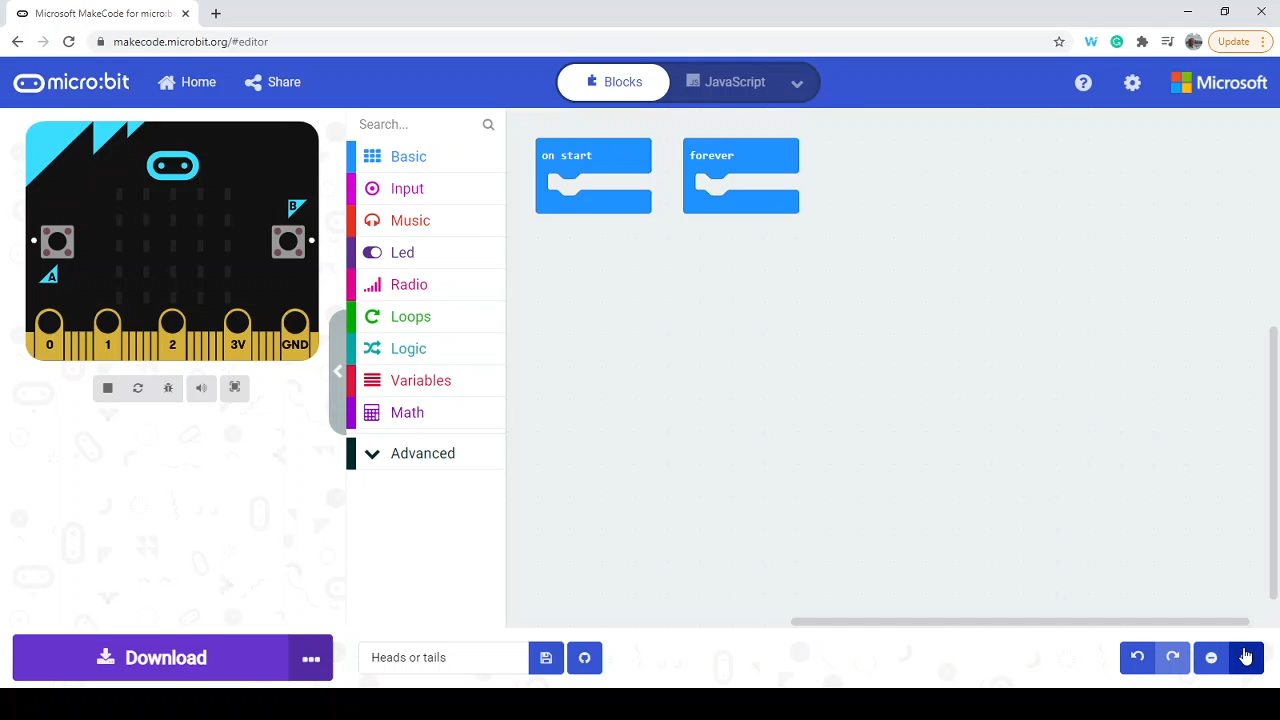 Microsoft MakeCode for micro:b
makecode.microbit.org/#editor
Update
micro:bit
Home
Share
Blocks
JS
JavaScript
Microsoft
Search...
Basic
Input
Music
Led
Radio
Loops
Logic
Variables
Math
Advanced
on start
forever
B
A
0
1
2
3V
GND
Download
Heads or tails